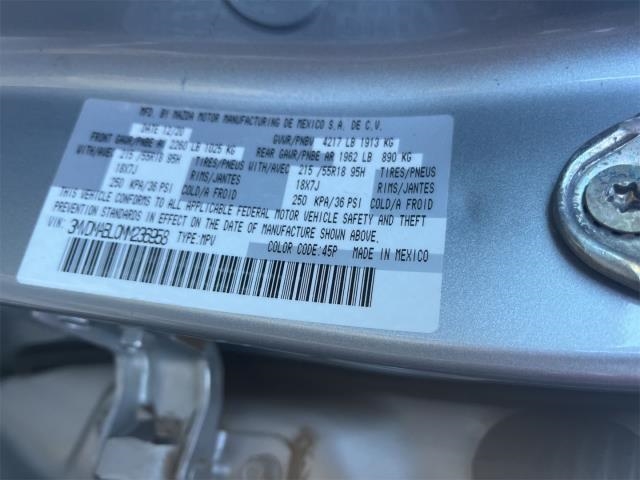 MFD. BY MAZDA MOTOR MANUFACTURING DE MEXICO S.A. DE C.V.
DATE 12/20 GVWR/PNBV 4217 LB 1913 KG
FRONT GAWR/PNBE AV 2260 LB 1025 KG REAR GAWR/PNBE AR 1962 LB 890 KG
WITH/AVEC 215 /55R18 95H TIRES/PNEUS WITH/AVEC 215 /55R18 95H TIRES/PNEUS
18X7J RIMS/JANTES 18X7J RIMS/JANTES
250 KPA/36 PSI COLD/A FROID 250 KPA/36 PSI COLD/A FROID
THIS VEHICLE CONFORMS TO ALL APPLICABLE FEDERAL MOTOR VEHICLE SAFETY AND THEFT
PREVENTION STANDARDS IN EFFECT ON THE DATE OF MANUFACTURE SHOWN ABOVE.
VIN: TYPE:MPV COLOR CODE:45P MADE IN MEXICO